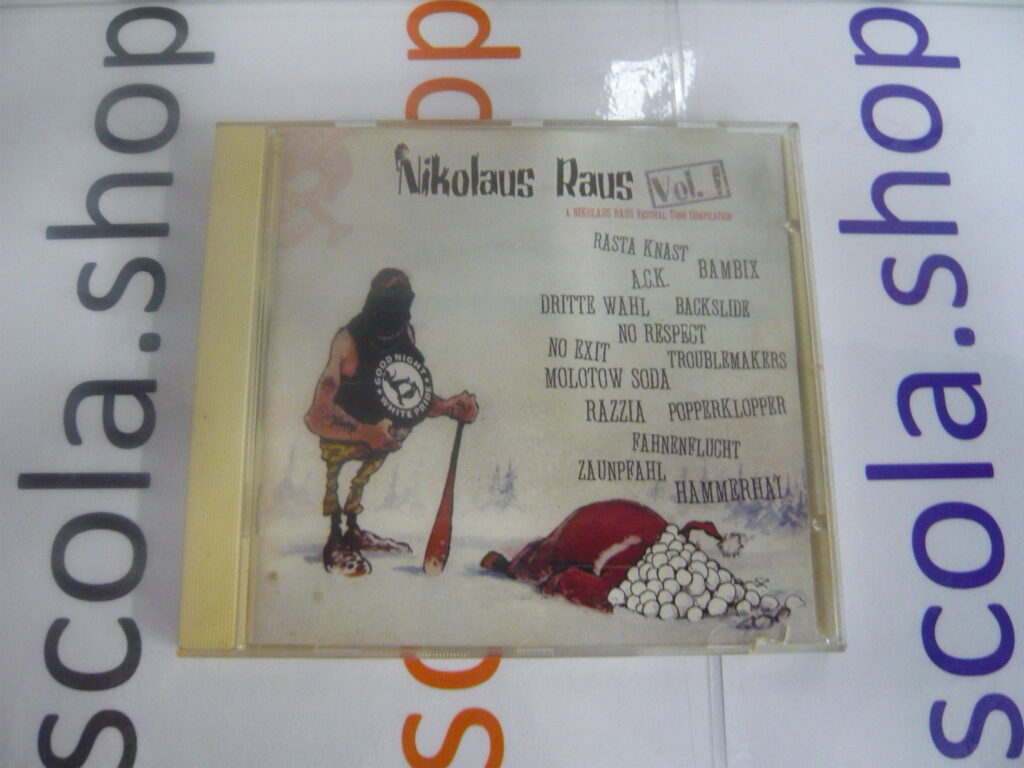 Nikolaus Raus Vol. 1
A NIKOLAUS RAUS FESTIVAL TOUR COMPILATION
RASTA KNAST
BAMBIX
A.C.K.
DRITTE WAHL BACKSLIDE
NO RESPECT
NO EXIT TROUBLEMAKERS
MOLOTOW SODA
RAZZIA POPPERKLOPPER
FAHNENFLUCHT
ZAUNPFAHL
HAMMERHAI
GOOD NIGHT
WHITE PRIDE
scola.shop
scola.shop